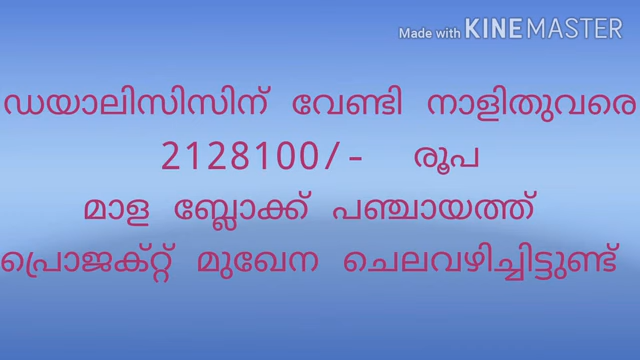 Made with KINEMASTER
ഡയാലിസിസിന് വേണ്ടി നാളിതുവരെ
2128100/- രൂപ
മാള ബ്ലോക്ക് പഞ്ചായത്ത്
പ്രൊജക്റ്റ് മുഖേന ചെലവഴിച്ചിട്ടുണ്ട്